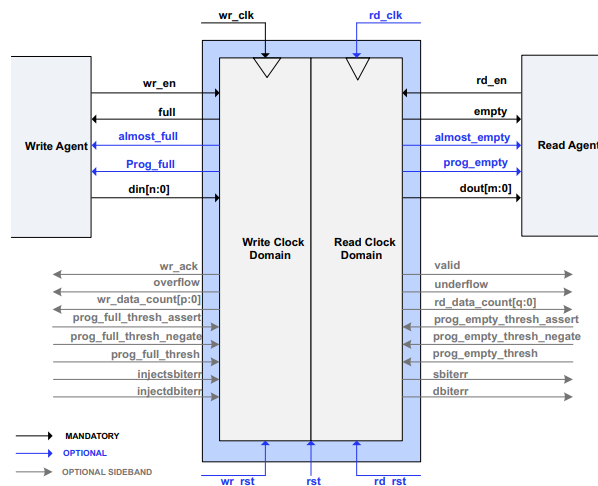 wr_clk
rd_clk
wr_en
rd_en
full
empty
almost_full
almost_empty
Write Agent
Read Agent
Prog_full
prog_empty
din[n:0]
dout[m:0]
Write Clock
Domain
Read Clock
Domain
wr_ack
valid
overflow
underflow
wr_data_count[p:0]
rd_data_count[q:0]
prog_full_thresh_assert
prog_empty_thresh_assert
prog_full_thresh_negate
prog_empty_thresh_negate
prog_full_thresh
prog_empty_thresh
injectsbiterr
sbiterr
injectdbiterr
dbiterr
MANDATORY
OPTIONAL
OPTIONAL SIDEBAND
wr_rst
rst
rd_rst